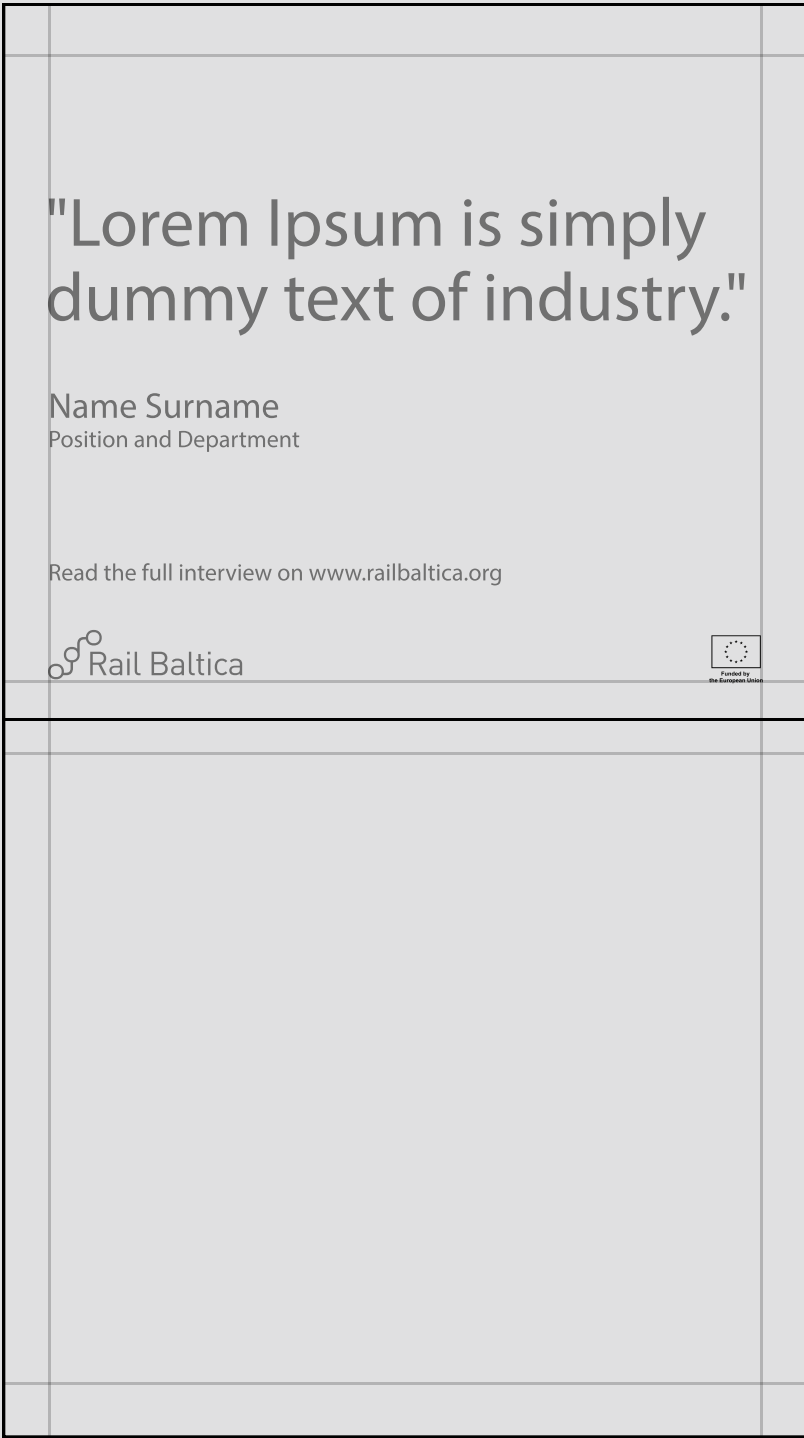 "Lorem Ipsum is simply
dummy text of industry."
Name Surname
Position and Department
Read the full interview on www.railbaltica.org
Rail Baltica
Funded by
the European Union